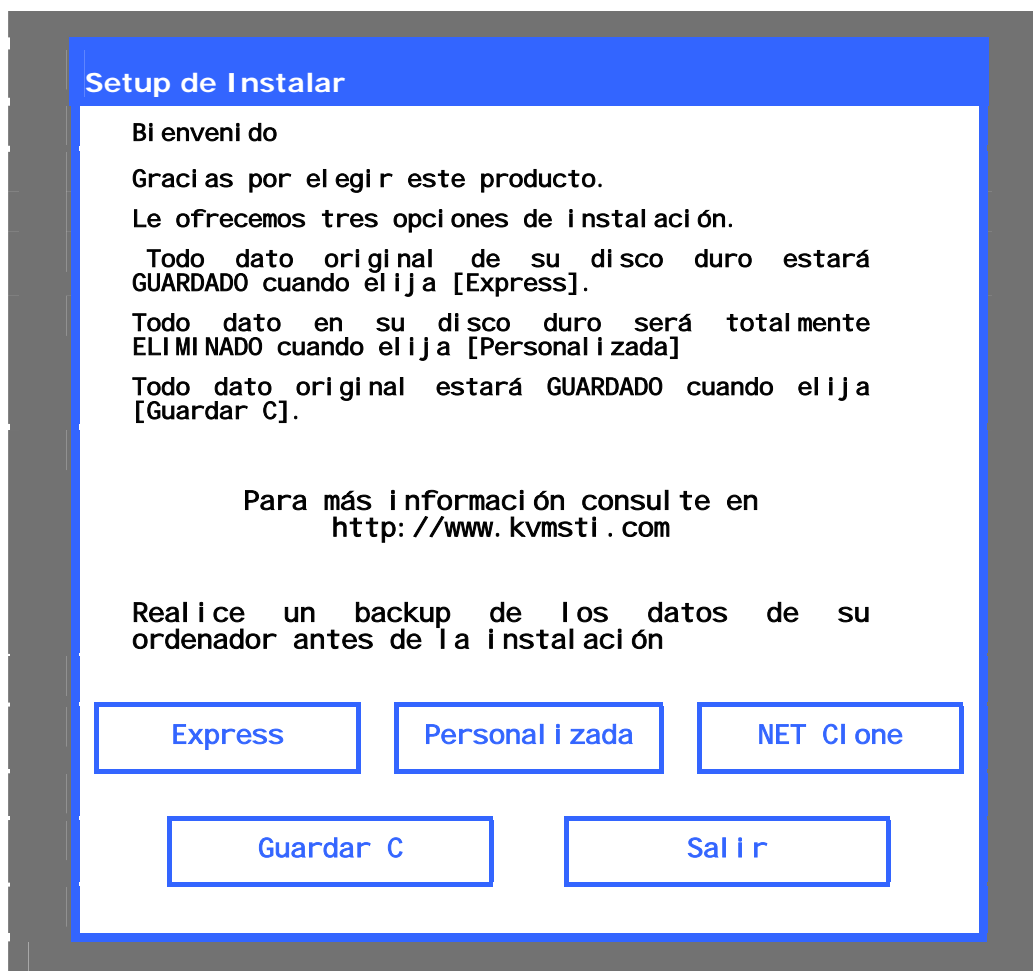 Setup de Instalar
Bienvenido
Gracias por elegir este producto.
Le ofrecemos tres opciones de instalación.
Todo dato original de su disco duro estará
GUARDADO cuando elija [Express].
Todo dato en su disco duro será totalmente
ELIMINADO cuando elija [Personalizada]
Todo dato original estará GUARDADO cuando elija
[Guardar C].
Para más información consulte en
http://www.kvmsti.com
Realice un backup de los datos de su
ordenador antes de la instalación
Express
Personalizada
NET Clone
Guardar C
Salir